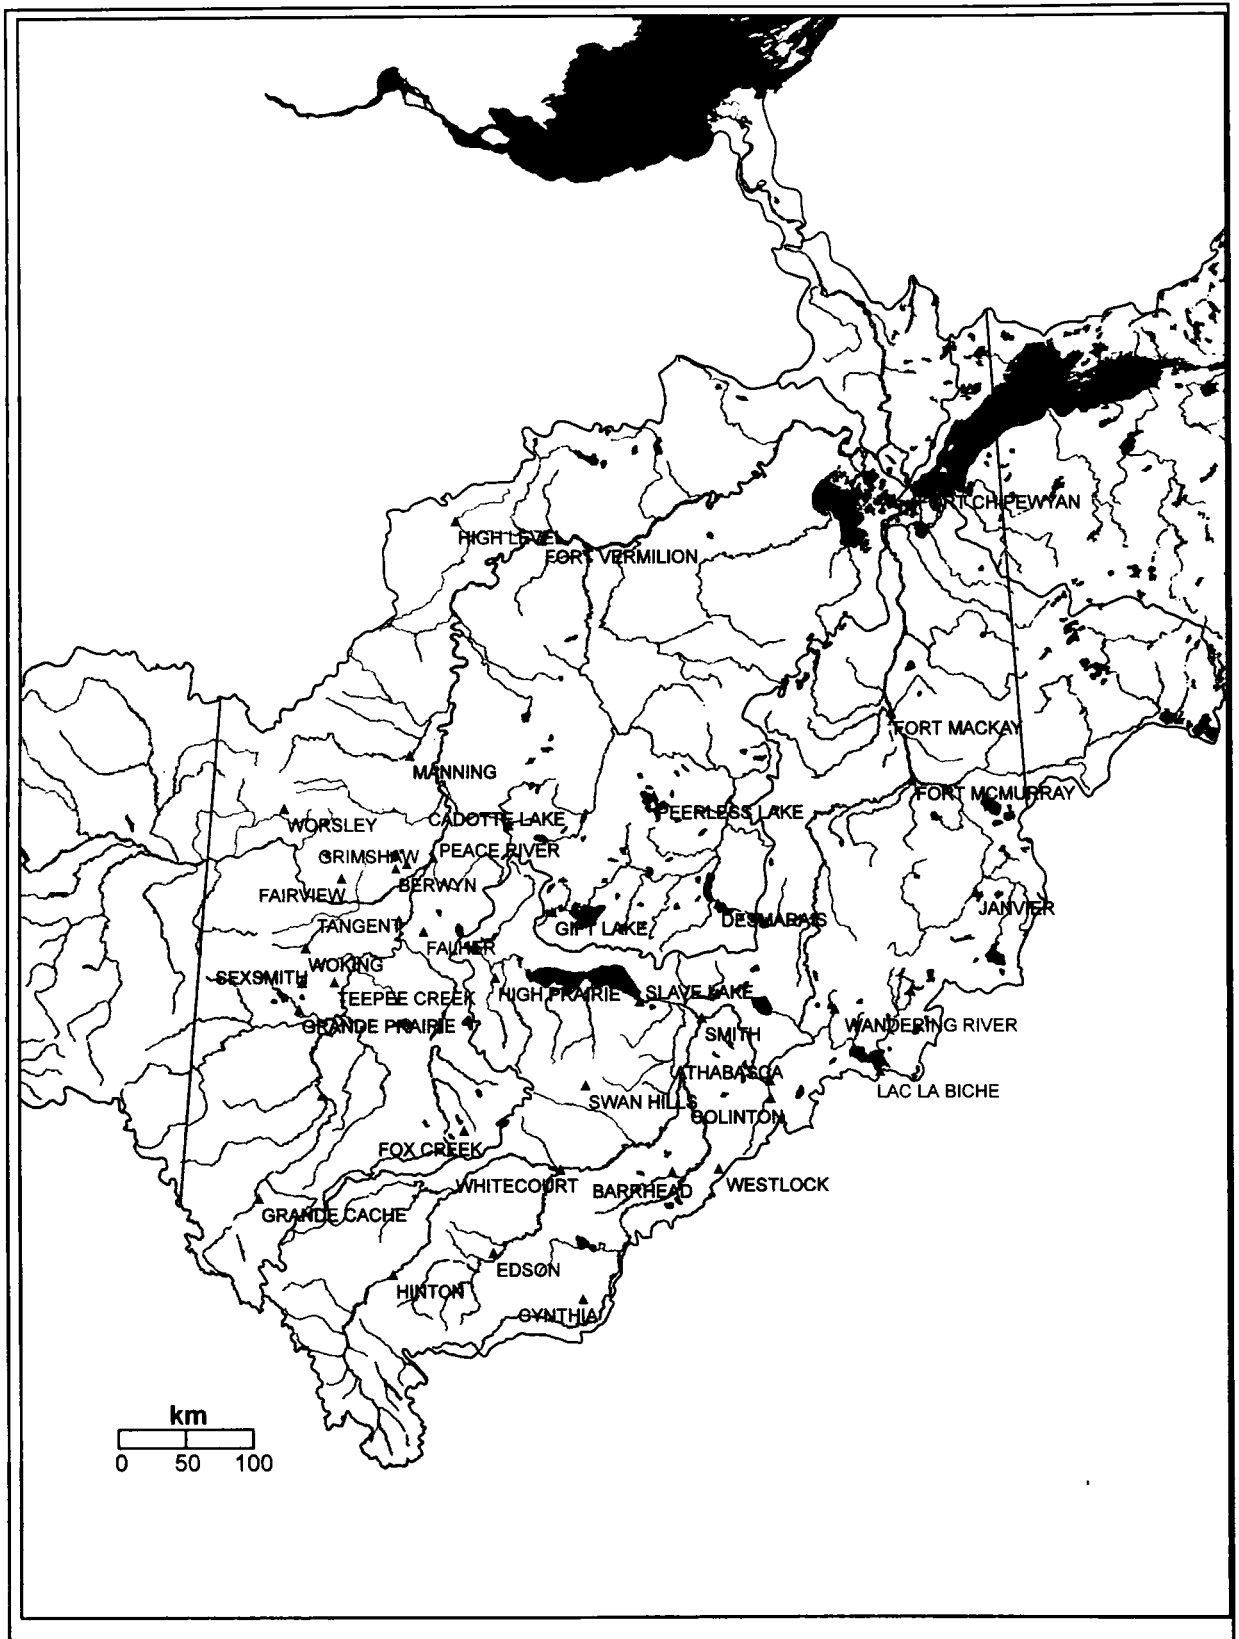 FORT CHIPEWYAN
HIGH LEVEL
FORT VERMILION
FORT MACKAY
MANNING
FORT MCMURRAY
PEERLESS LAKE
CADOTTE LAKE
WORSLEY
GRIMSHAW
PEACE RIVER
BERWYN
FAIRVIEW
JANVIER
DESMARAIS
TANGENT
GIFT LAKE
FALHER
WOKING
SEXSMITH
HIGH PRAIRIE
SLAVE LAKE
TEEPEE CREEK
GRANDE PRAIRIE
WANDERING RIVER
SMITH
ATHABASCA
LAC LA BICHE
SWAN HILLS
COLINTON
FOX CREEK
WHITECOURT
BARRHEAD
WESTLOCK
GRANDE CACHE
EDSON
HINTON
CYNTHIA
km
0 50 100